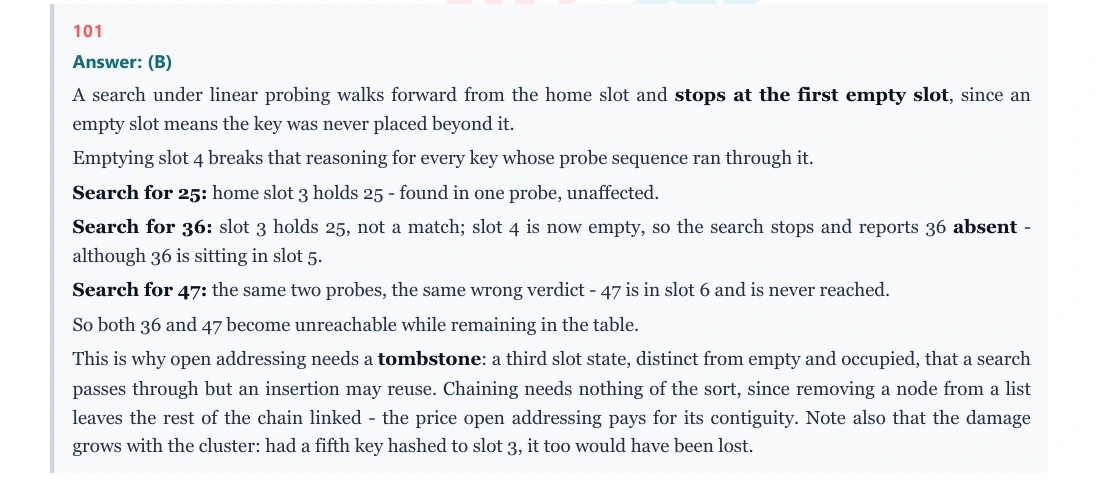 101
Answer: (B)
A search under linear probing walks forward from the home slot and stops at the first empty slot, since an
empty slot means the key was never placed beyond it.
Emptying slot 4 breaks that reasoning for every key whose probe sequence ran through it.
Search for 25: home slot 3 holds 25 - found in one probe, unaffected.
Search for 36: slot 3 holds 25, not a match; slot 4 is now empty, so the search stops and reports 36 absent -
although 36 is sitting in slot 5.
Search for 47: the same two probes, the same wrong verdict - 47 is in slot 6 and is never reached.
So both 36 and 47 become unreachable while remaining in the table.
This is why open addressing needs a tombstone: a third slot state, distinct from empty and occupied, that a search
passes through but an insertion may reuse. Chaining needs nothing of the sort, since removing a node from a list
leaves the rest of the chain linked - the price open addressing pays for its contiguity. Note also that the damage
grows with the cluster: had a fifth key hashed to slot 3, it too would have been lost.